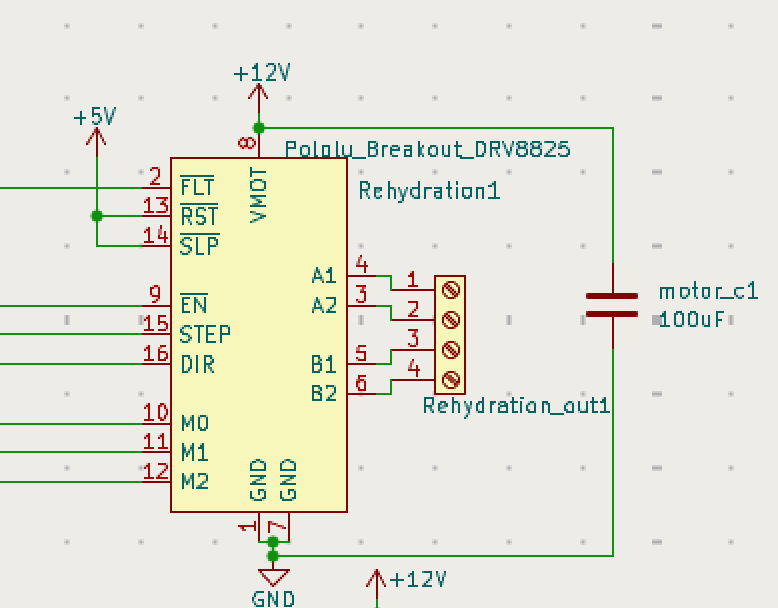 +12V
+5V
8
Pololu_Breakout_DRV8825
Rehydration1
2
FLT
VMOT
13
RST
14
SLP
4
A1
1
motor_c1
9
EN
3
A2
2
100uF
15
STEP
3
16
DIR
5
B1
4
6
B2
Rehydration_out1
10
M0
11
M1
12
M2
GND
GND
1
7
+12V
GND